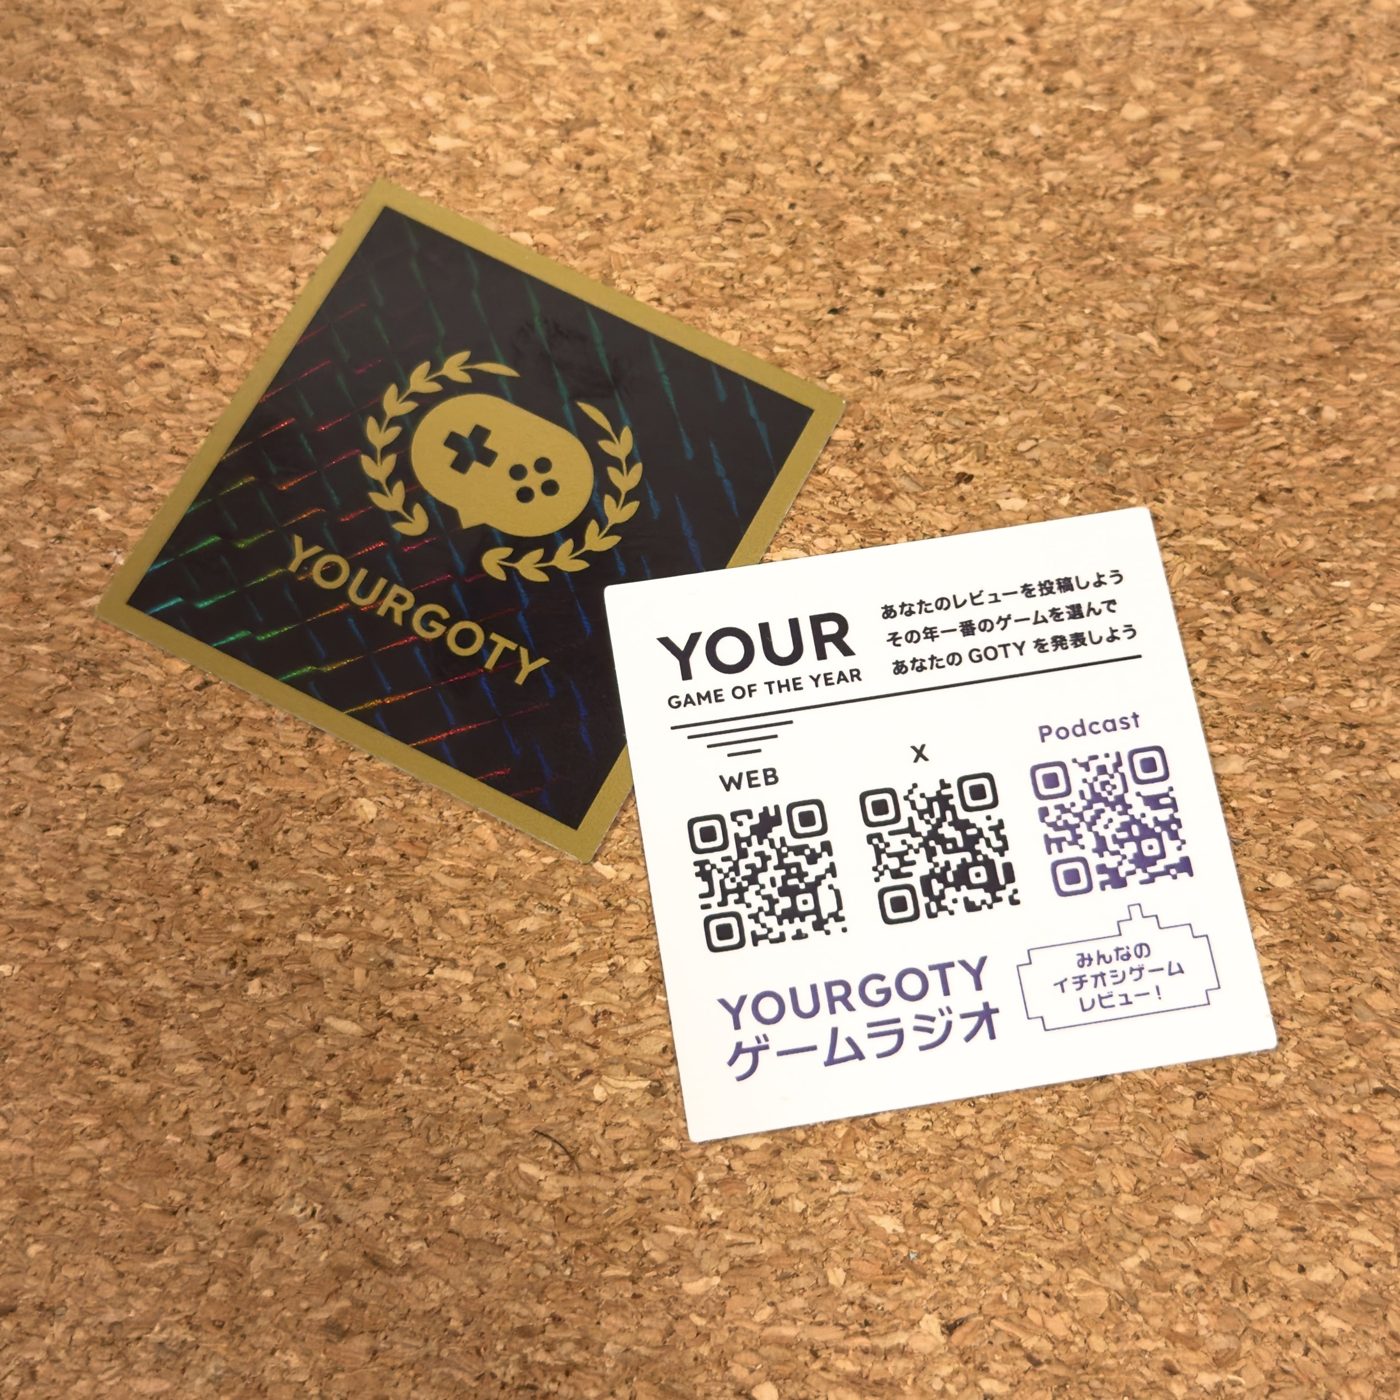 YOURGOTY
YOUR
GAME OF THE YEAR
あなたのレビューを投稿しよう
その年一番のゲームを選んで
あなたの GOTY を発表しよう
WEB
X
Podcast
YOURGOTY
ゲームラジオ
みんなの
イチオシゲーム
レビュー！